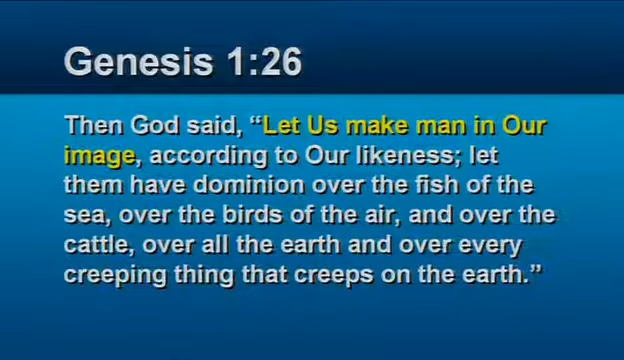 Genesis 1:26
Then God said, “Let Us make man in Our
image, according to Our likeness; let
them have dominion over the fish of the
sea, over the birds of the air, and over the
cattle, over all the earth and over every
creeping thing that creeps on the earth.”